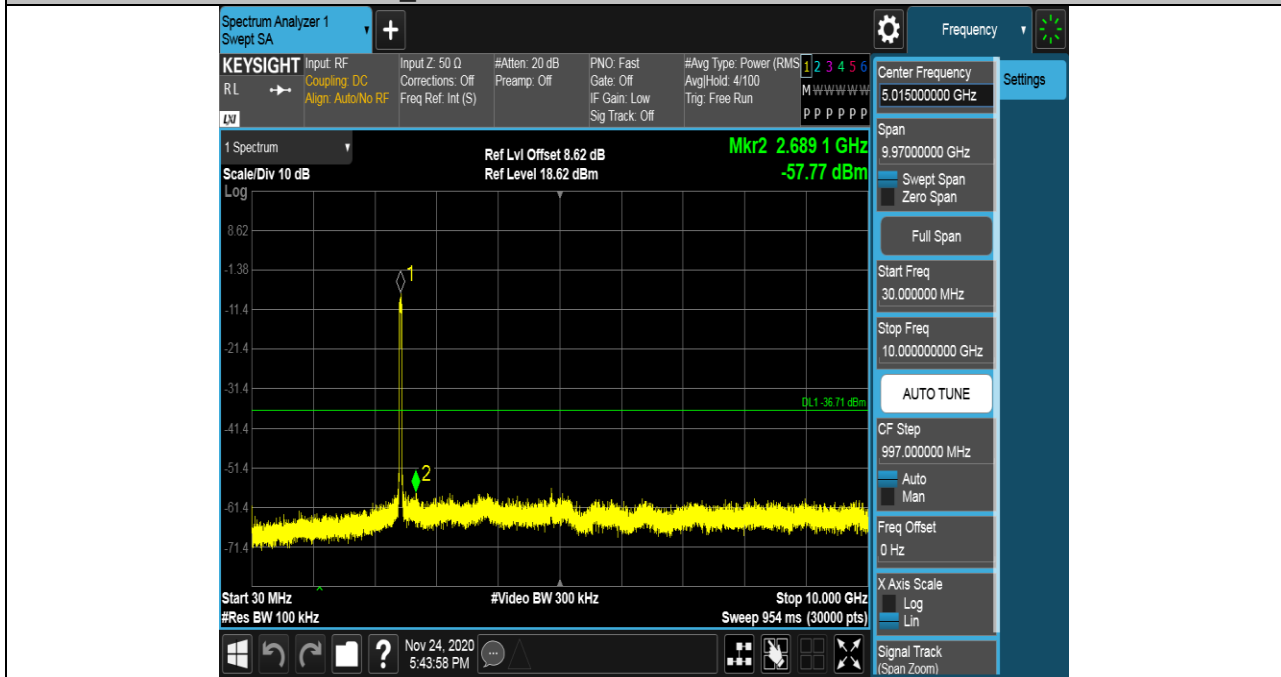 Spectrum Analyzer 1
Swept SA
+
Frequency
KEYSIGHT
RL
LXI
Input: RF
Coupling: DC
Align: Auto/No RF
Input Z: 50 Ω
Corrections: Off
Freq Ref: Int (S)
#Atten: 20 dB
Preamp: Off
PNO: Fast
Gate: Off
IF Gain: Low
Sig Track: Off
#Avg Type: Power (RMS
Avg|Hold: 4/100
Trig: Free Run
1 2 3 4 5 6
M W W W W W
P P P P P P
1 Spectrum
Scale/Div 10 dB
Ref Lvl Offset 8.62 dB
Ref Level 18.62 dBm
Mkr2 2.689 1 GHz
-57.77 dBm
Log
8.62
-1.38
-11.4
-21.4
-31.4
-41.4
-51.4
-61.4
-71.4
1
2
DL1 -36.71 dBm
Start 30 MHz
#Res BW 100 kHz
#Video BW 300 kHz
Stop 10.000 GHz
Sweep 954 ms (30000 pts)
?
Nov 24, 2020
5:43:58 PM
Center Frequency
5.015000000 GHz
Settings
Span
9.97000000 GHz
Swept Span
Zero Span
Full Span
Start Freq
30.000000 MHz
Stop Freq
10.000000000 GHz
AUTO TUNE
CF Step
997.000000 MHz
Auto
Man
Freq Offset
0 Hz
X Axis Scale
Log
Lin
Signal Track
(Span Zoom)